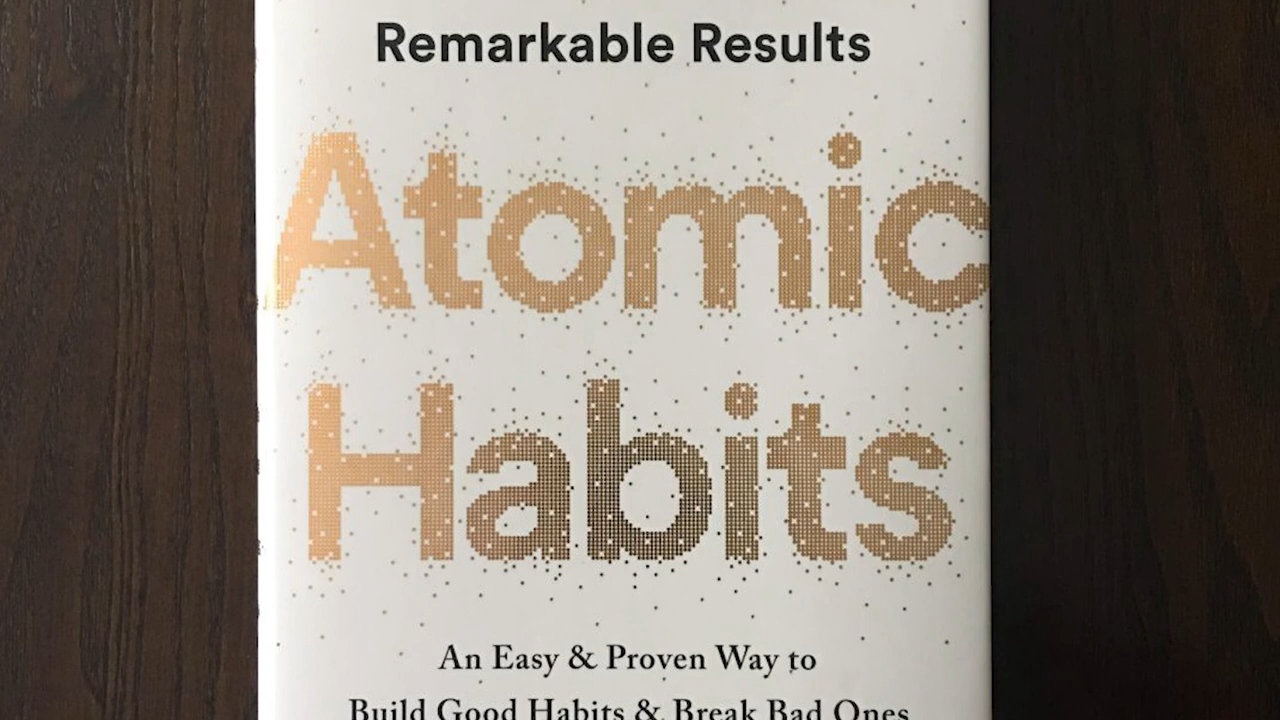 Remarkable Results
Atomic
Habits
An Easy & Proven Way to
Build Good Habits & Break Bad Ones